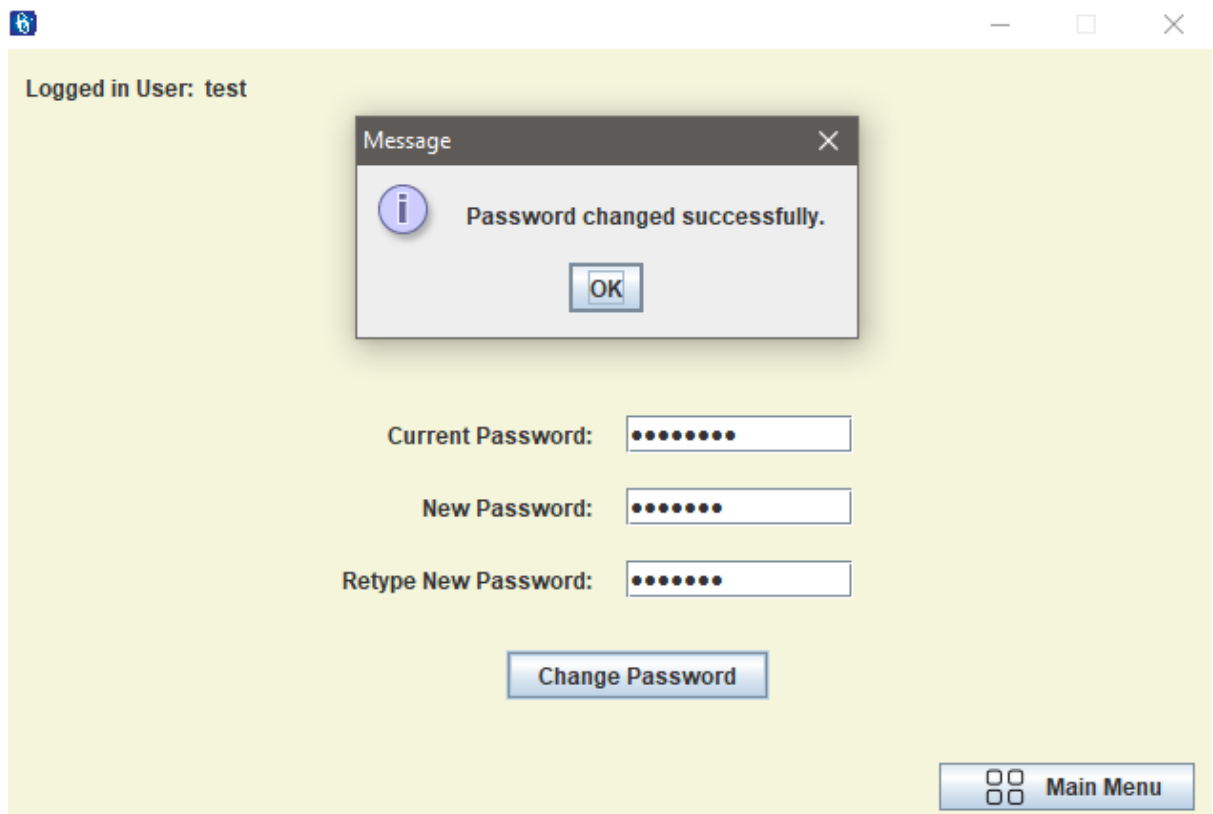 Logged in User: test
Message
Password changed successfully.
OK
Current Password: ••••••••
New Password: •••••••
Retype New Password: •••••••
Change Password
Main Menu